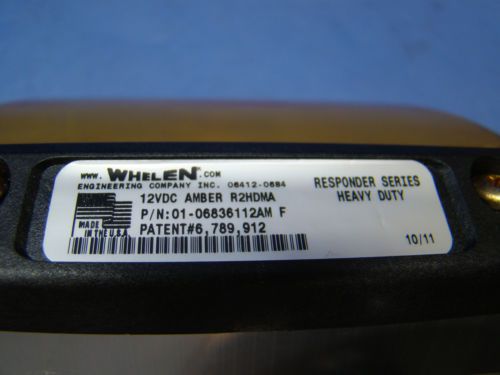 www.WHELEN.COM
ENGINEERING COMPANY INC. 06412-0684
12VDC AMBER R2HDMA
P/N:01-06836112AM F
PATENT#6,789,912
MADE
IN THE U.S.A.
RESPONDER SERIES
HEAVY DUTY
10/11